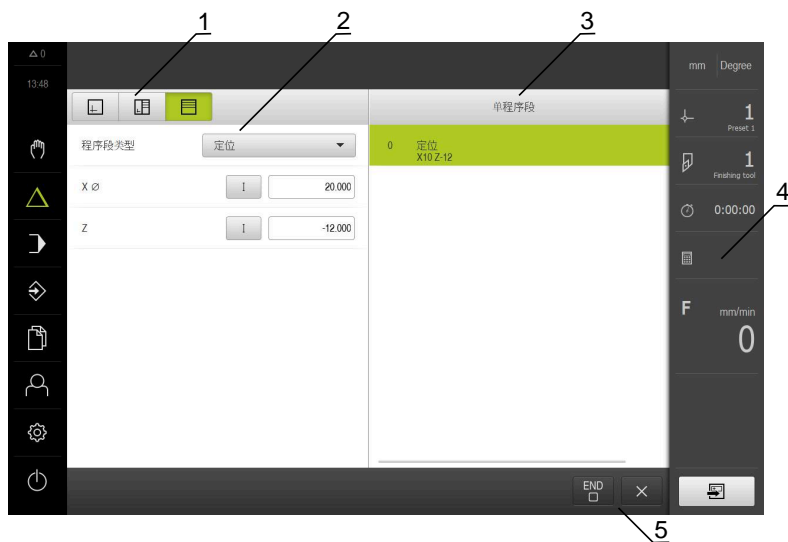 1
2
3
0
13:48
mm
Degree
单程序段
1
Preset 1
程序段类型
定位
0
定位
X10 Z-12
1
Finishing tool
X ⌀
I
20.000
4
0:00:00
Z
I
-12.000
F
mm/min
0
END
5